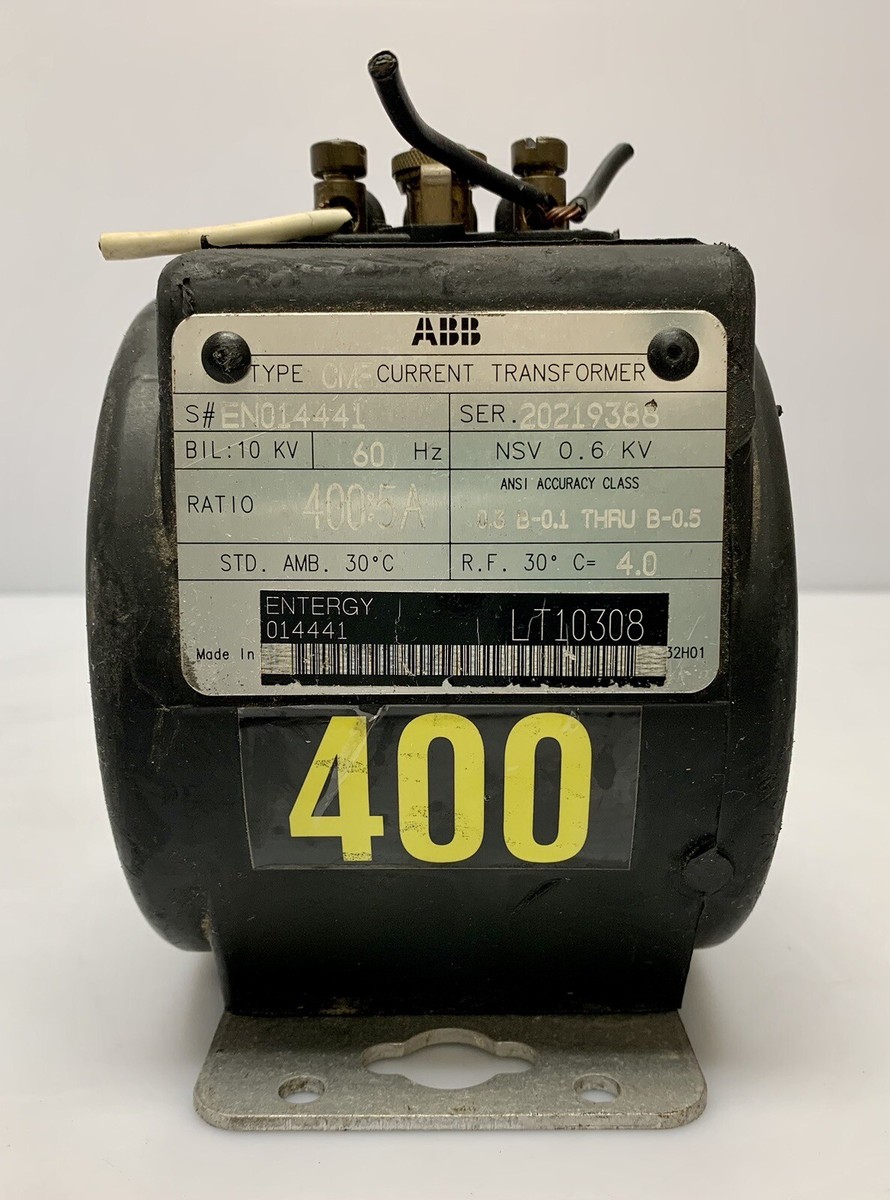 ABB
TYPE CMF CURRENT TRANSFORMER
S# EN014441 SER. 20219388
BIL: 10 KV 60 Hz NSV 0.6 KV
ANSI ACCURACY CLASS
RATIO 400:5A 0.3 B-0.1 THRU B-0.5
STD. AMB. 30°C R.F. 30° C= 4.0
ENTERGY
014441 LT10308
Made In 32H01
400